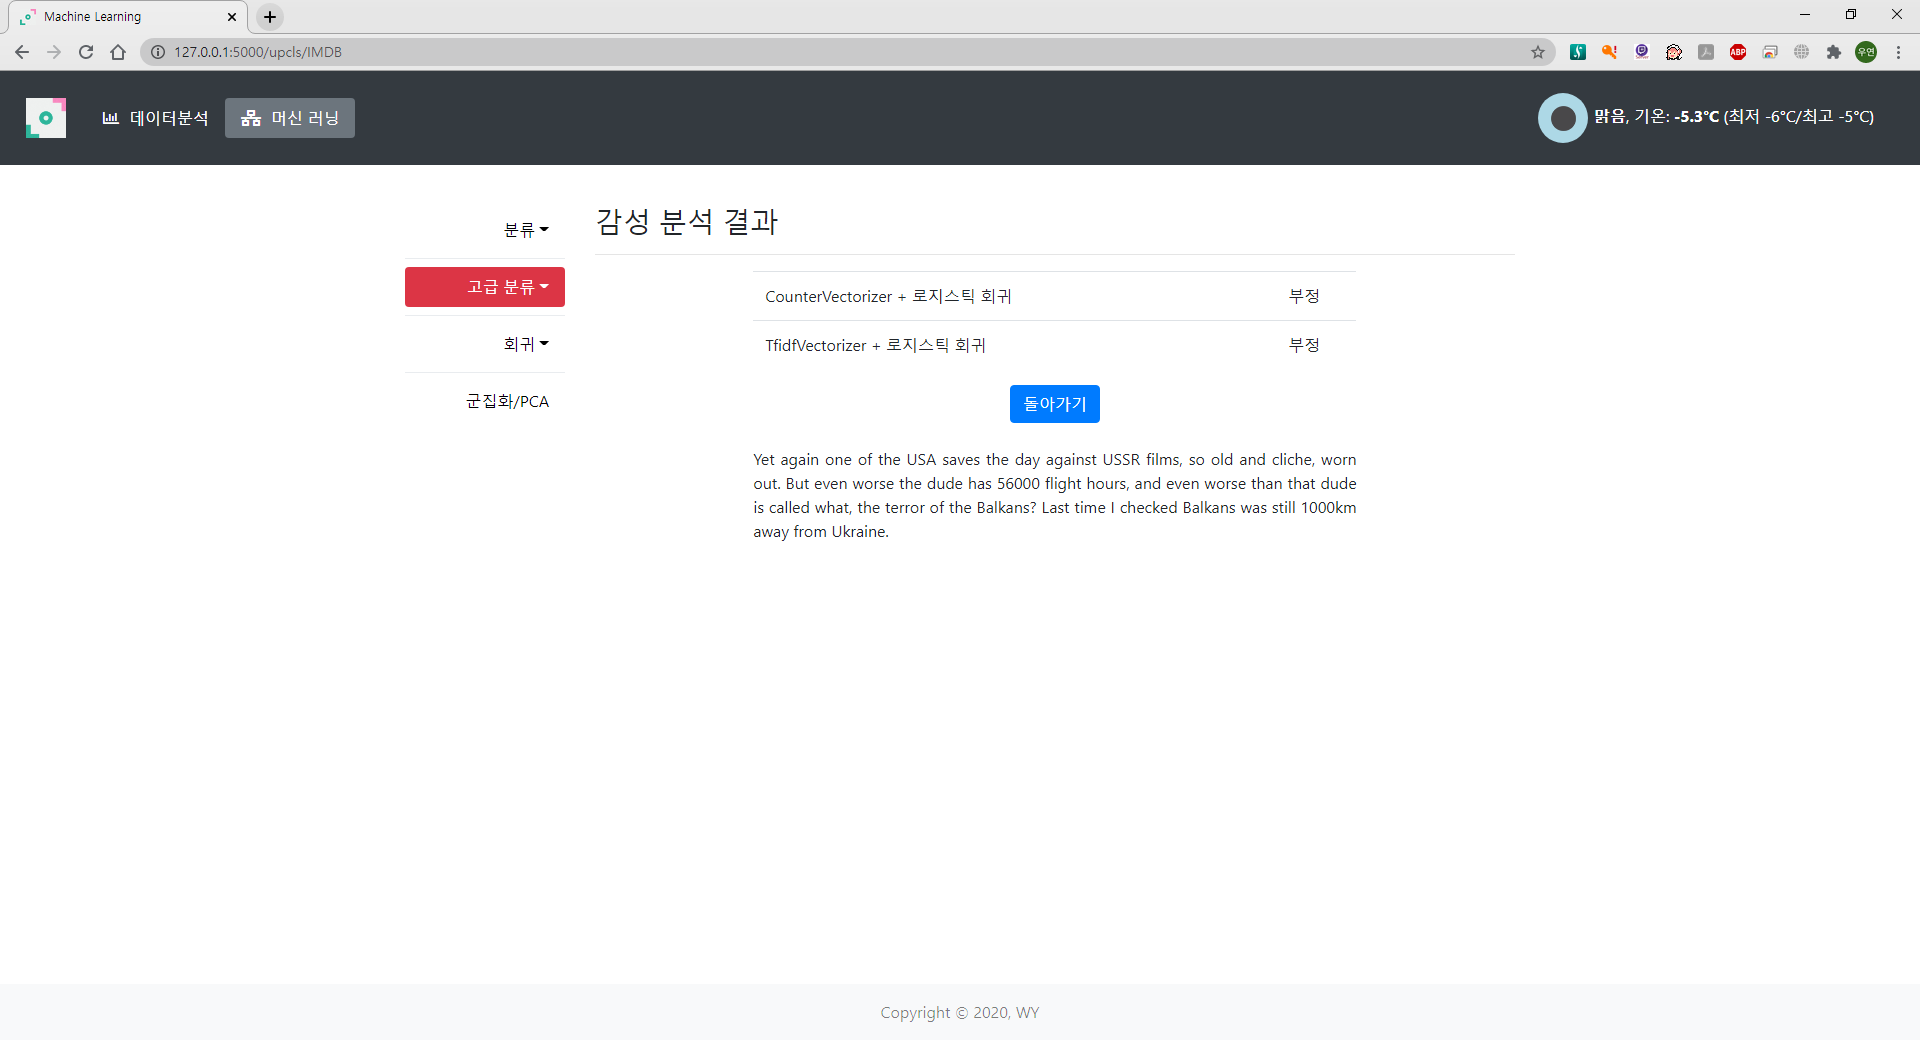 Machine Learning
127.0.0.1:5000/upcls/IMDB
ABP
우연
데이터분석
머신 러닝
맑음, 기온: -5.3℃ (최저 -6℃/최고 -5℃)
분류
고급 분류
회귀
군집화/PCA
감성 분석 결과
CounterVectorizer + 로지스틱 회귀 부정
TfidfVectorizer + 로지스틱 회귀 부정
돌아가기
Yet again one of the USA saves the day against USSR films, so old and cliche, worn
out. But even worse the dude has 56000 flight hours, and even worse than that dude
is called what, the terror of the Balkans? Last time I checked Balkans was still 1000km
away from Ukraine.
Copyright © 2020, WY